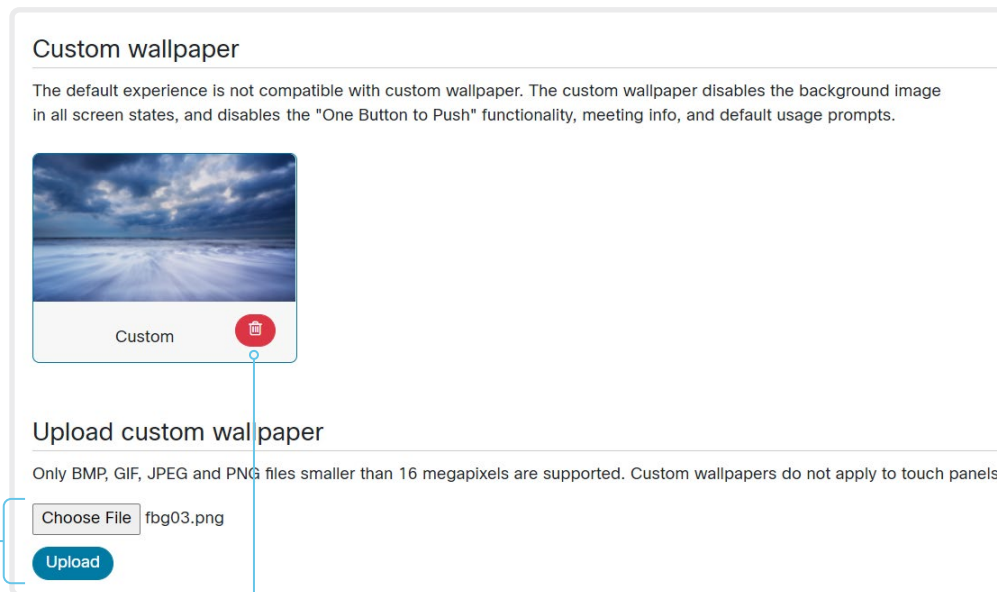 Custom wallpaper
The default experience is not compatible with custom wallpaper. The custom wallpaper disables the background image
in all screen states, and disables the "One Button to Push" functionality, meeting info, and default usage prompts.
Custom
Upload custom wallpaper
Only BMP, GIF, JPEG and PNG files smaller than 16 megapixels are supported. Custom wallpapers do not apply to touch panels
Choose File fbg03.png
Upload